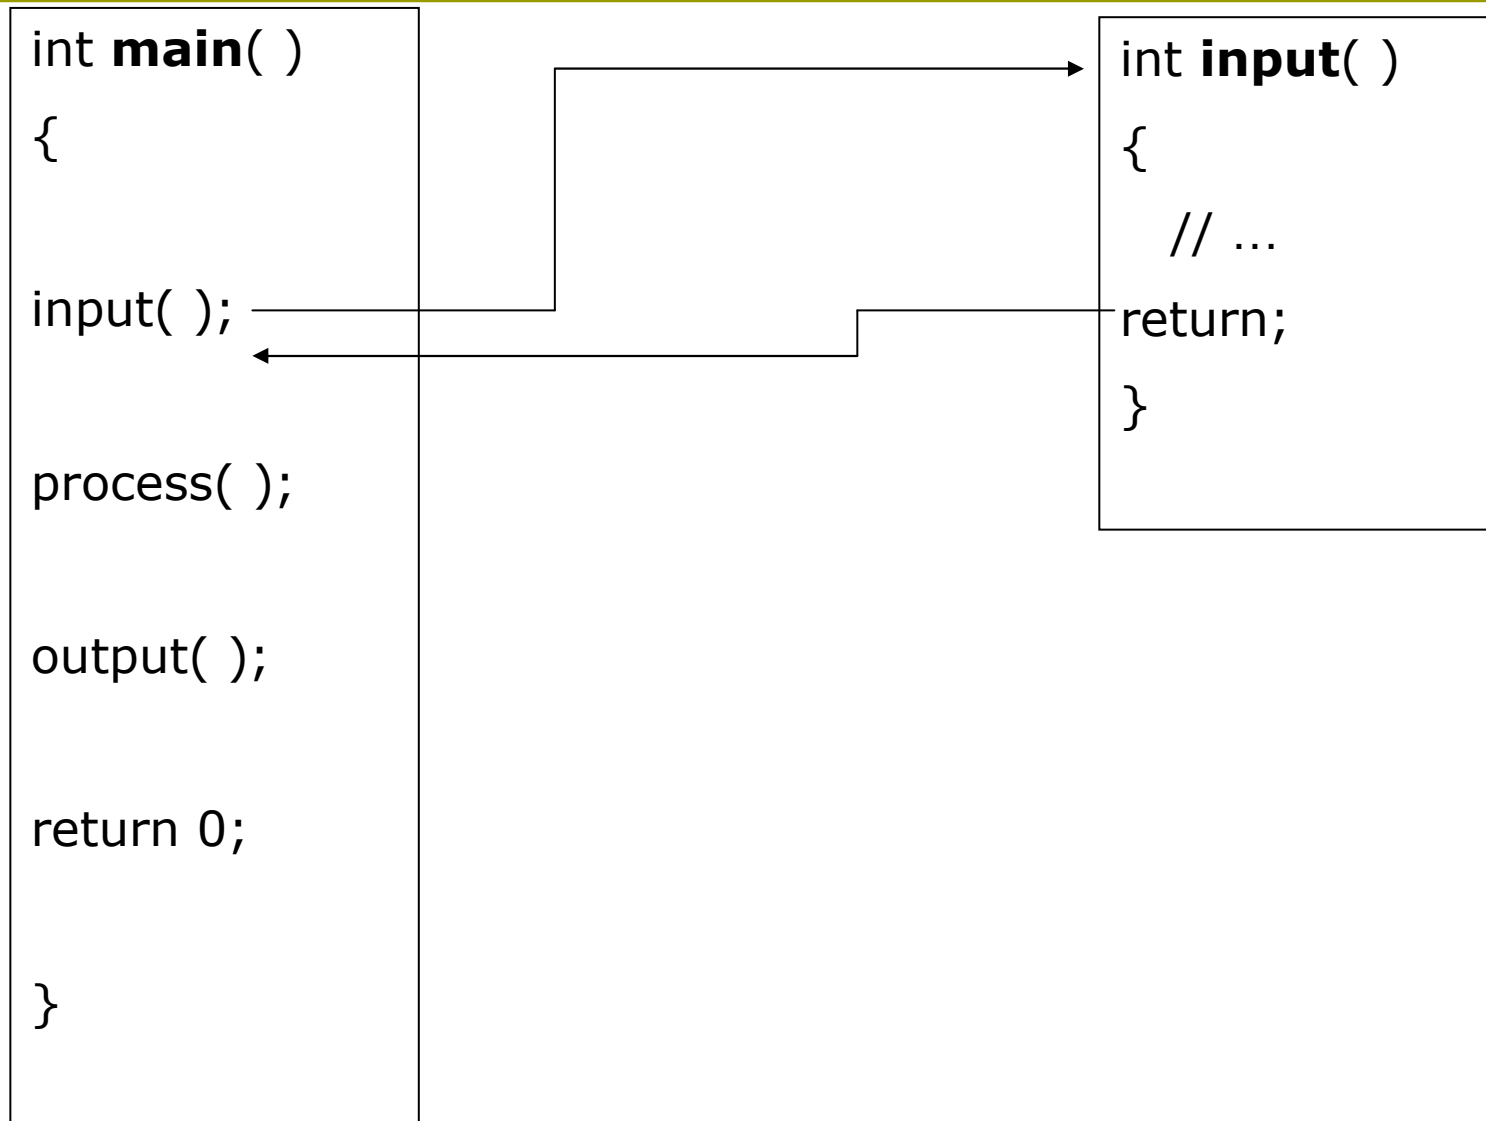 int main( )
{
input( );
process( );
output( );
return 0;
}
int input( )
{
// …
return;
}